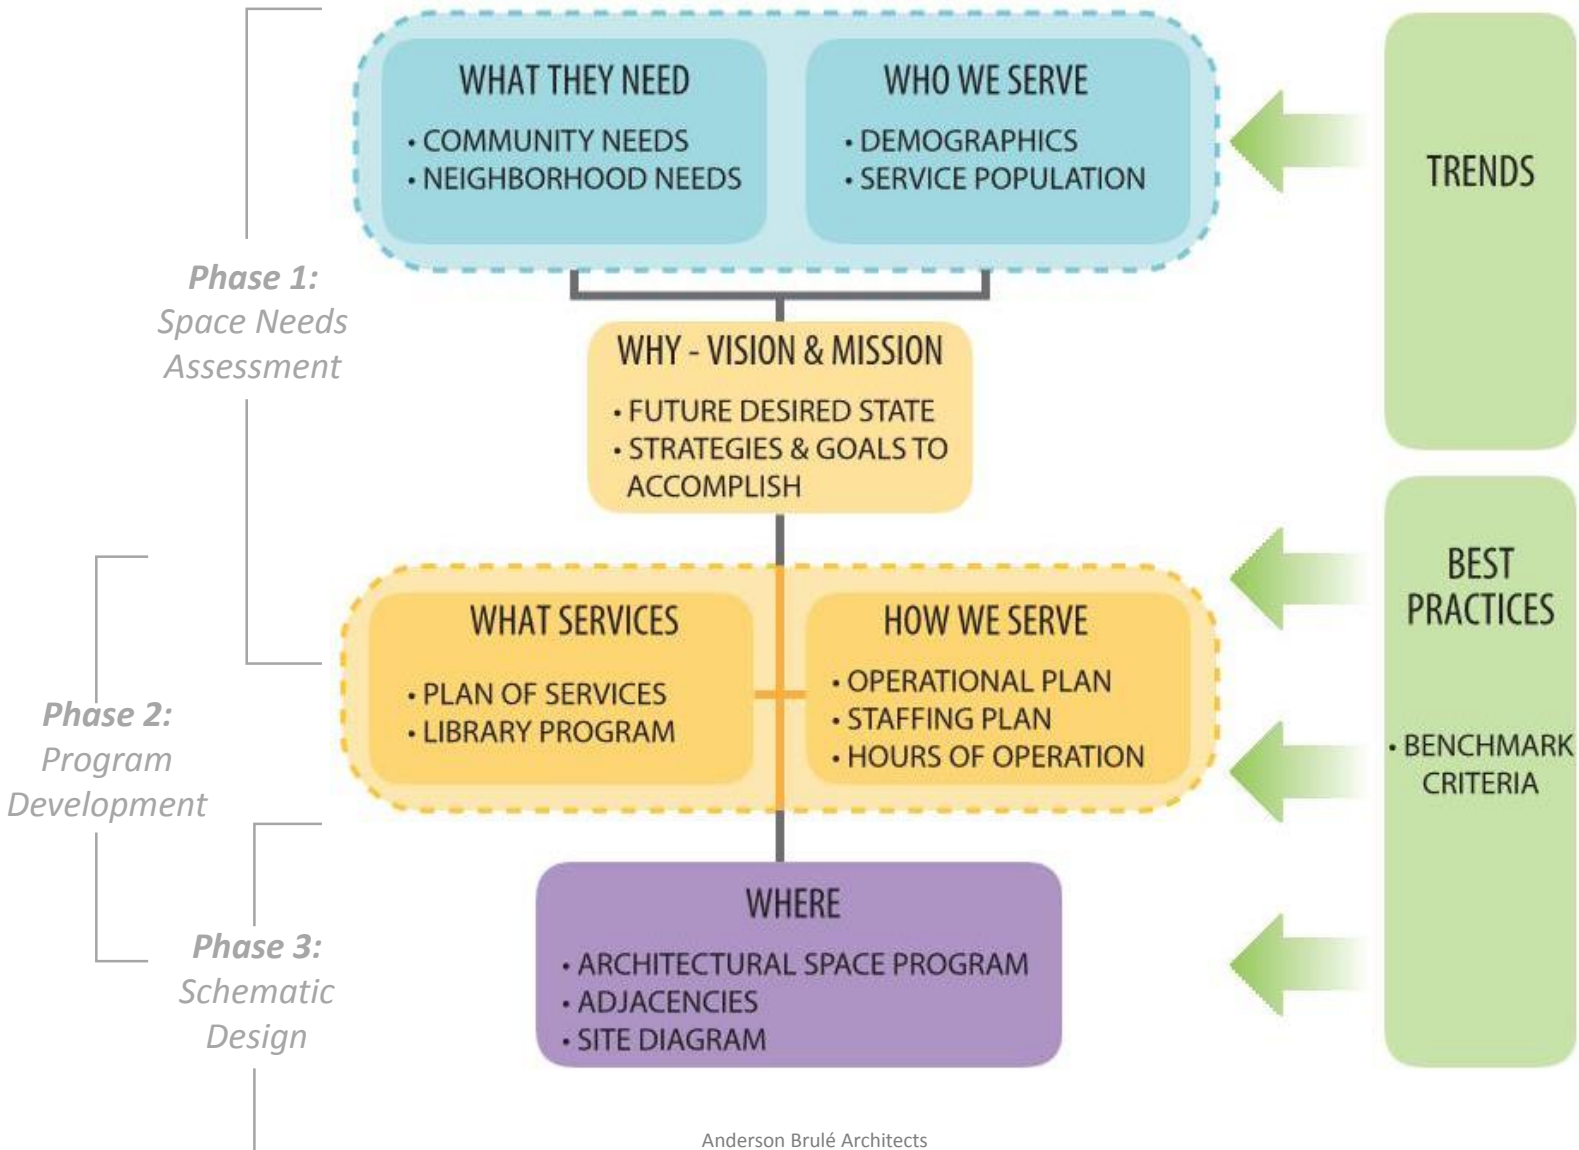 WHAT THEY NEED
• COMMUNITY NEEDS
• NEIGHBORHOOD NEEDS
WHO WE SERVE
• DEMOGRAPHICS
• SERVICE POPULATION
TRENDS
Phase 1:
Space Needs
Assessment
WHY - VISION & MISSION
• FUTURE DESIRED STATE
• STRATEGIES & GOALS TO
ACCOMPLISH
BEST
PRACTICES
• BENCHMARK
CRITERIA
WHAT SERVICES
• PLAN OF SERVICES
• LIBRARY PROGRAM
HOW WE SERVE
• OPERATIONAL PLAN
• STAFFING PLAN
• HOURS OF OPERATION
Phase 2:
Program
Development
WHERE
• ARCHITECTURAL SPACE PROGRAM
• ADJACENCIES
• SITE DIAGRAM
Phase 3:
Schematic
Design
Anderson Brulé Architects